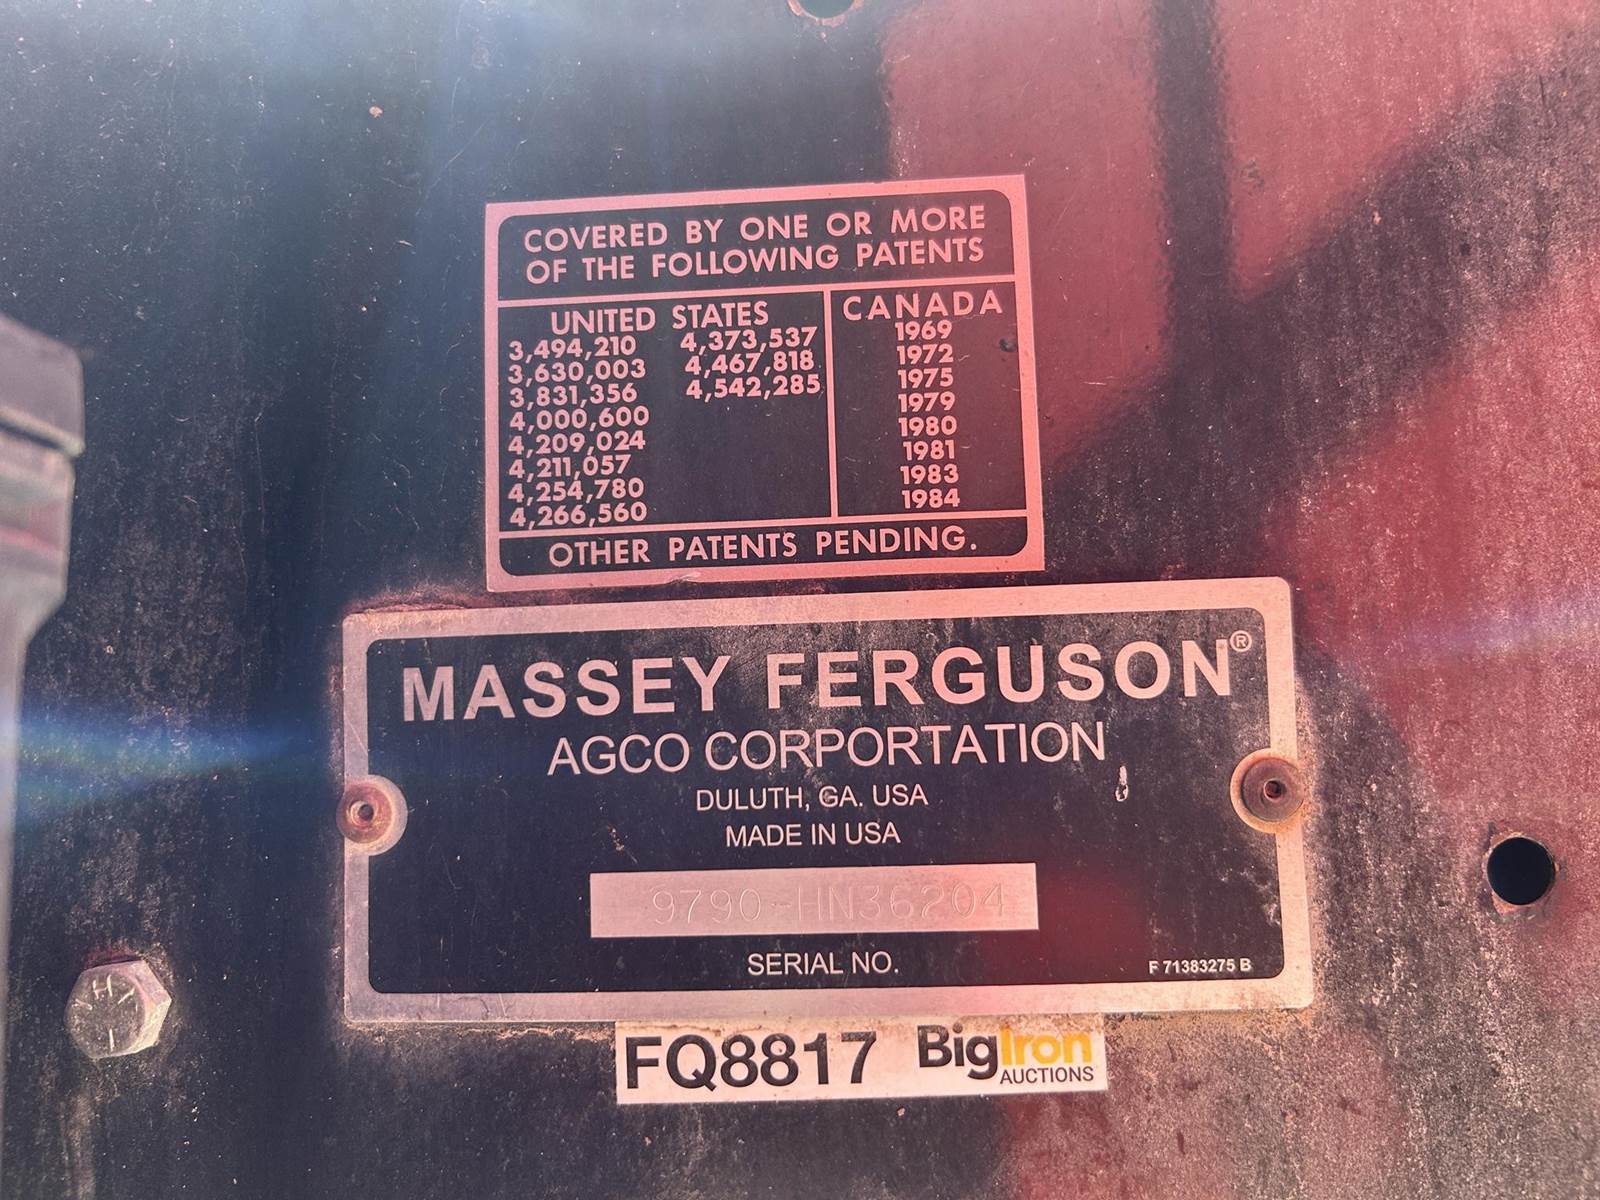 COVERED BY ONE OR MORE
OF THE FOLLOWING PATENTS
UNITED STATES
3,494,210 4,373,537
3,630,003 4,467,818
3,831,356 4,542,285
4,000,600
4,209,024
4,211,057
4,254,780
4,266,560
CANADA
1969
1972
1975
1979
1980
1981
1983
1984
OTHER PATENTS PENDING.
MASSEY FERGUSON®
AGCO CORPORTATION
DULUTH, GA. USA
MADE IN USA
9790-HN36204
SERIAL NO.
F 71383275 B
FQ8817 BigIron
AUCTIONS